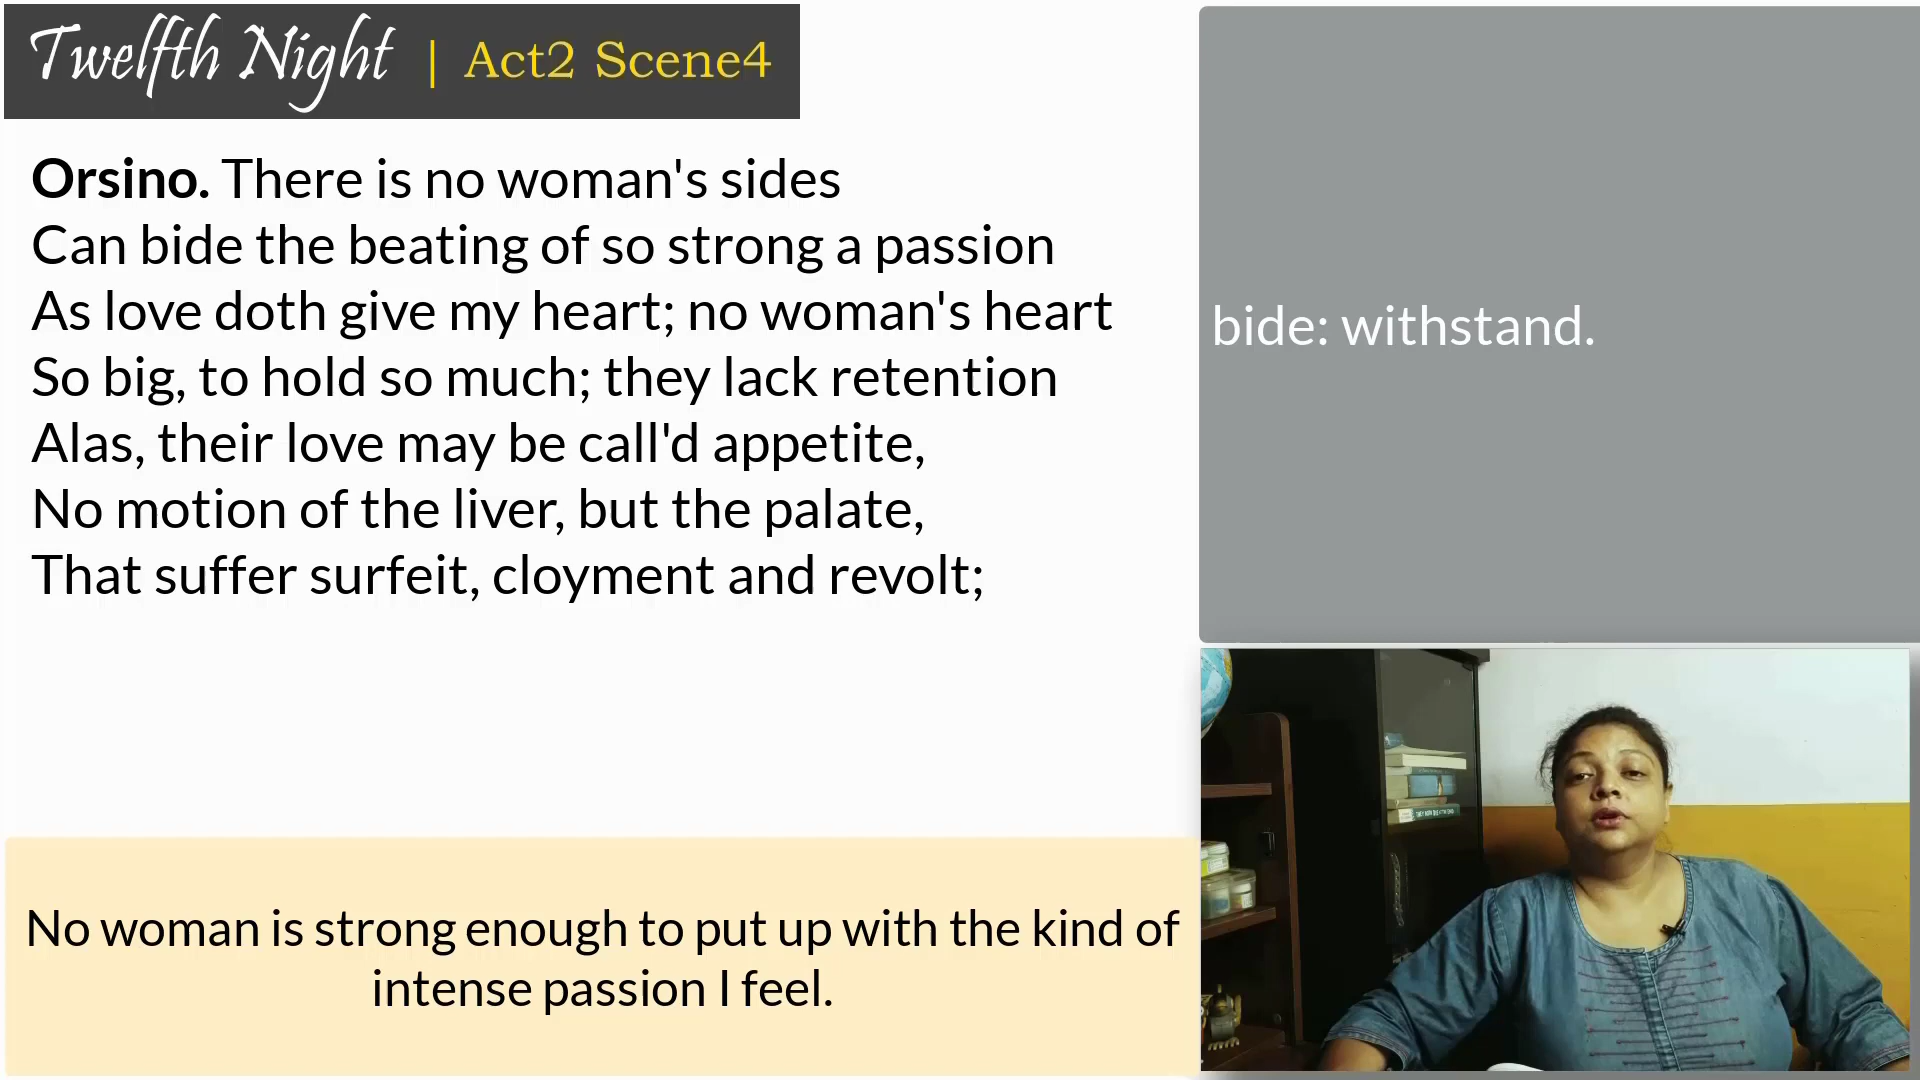 Twelfth Night | Act2 Scene4
Orsino. There is no woman's sides
Can bide the beating of so strong a passion
As love doth give my heart; no woman's heart
So big, to hold so much; they lack retention
Alas, their love may be call'd appetite,
No motion of the liver, but the palate,
That suffer surfeit, cloyment and revolt;
bide: withstand.
No woman is strong enough to put up with the kind of
intense passion I feel.